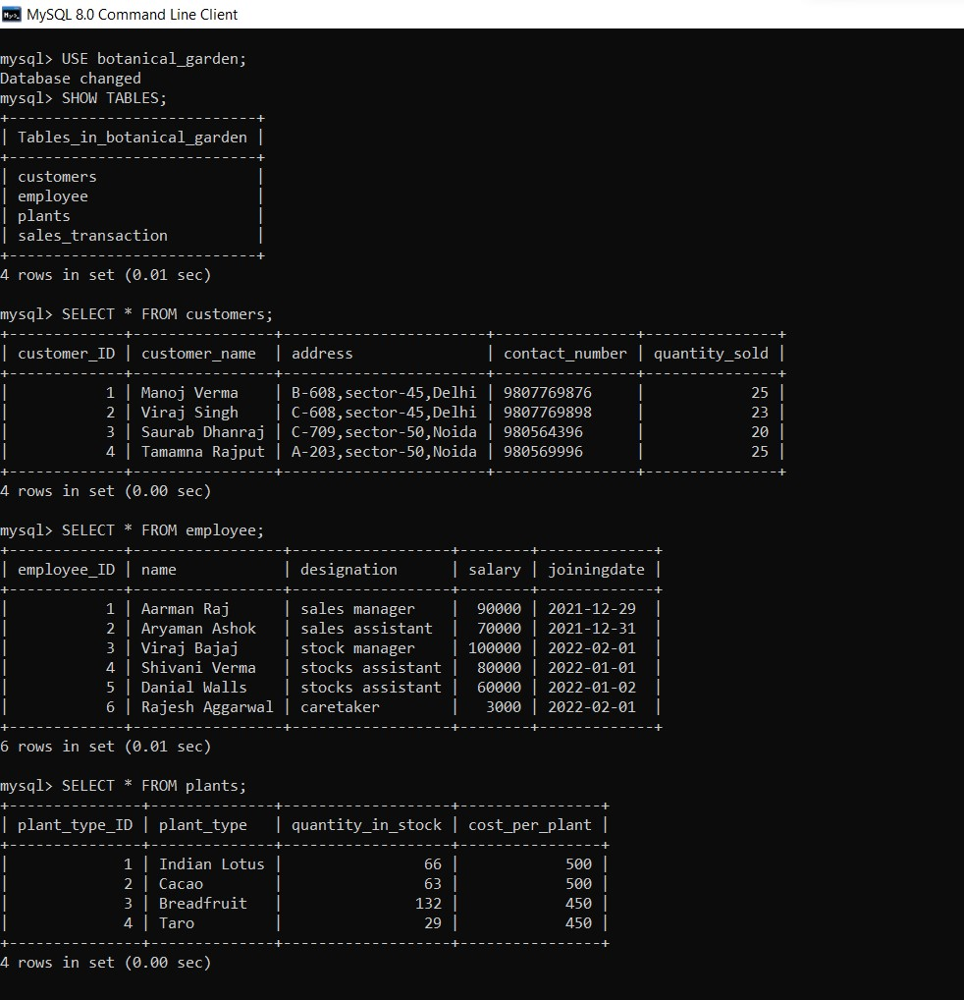 MySQL 8.0 Command Line Client
mysql> USE botanical_garden;
Database changed
mysql> SHOW TABLES;
+----------------------------+
| Tables_in_botanical_garden |
+----------------------------+
| customers                  |
| employee                   |
| plants                     |
| sales_transaction          |
+----------------------------+
4 rows in set (0.01 sec)
mysql> SELECT * FROM customers;
+-------------+----------------+-----------------------+----------------+---------------+
| customer_ID | customer_name  | address               | contact_number | quantity_sold |
+-------------+----------------+-----------------------+----------------+---------------+
|           1 | Manoj Verma    | B-608,sector-45,Delhi | 9807769876     |            25 |
|           2 | Viraj Singh    | C-608,sector-45,Delhi | 9807769898     |            23 |
|           3 | Saurab Dhanraj | C-709,sector-50,Noida | 980564396      |            20 |
|           4 | Tamamna Rajput | A-203,sector-50,Noida | 980569996      |            25 |
+-------------+----------------+-----------------------+----------------+---------------+
4 rows in set (0.00 sec)
mysql> SELECT * FROM employee;
+-------------+-----------------+------------------+--------+-------------+
| employee_ID | name            | designation      | salary | joiningdate |
+-------------+-----------------+------------------+--------+-------------+
|           1 | Aarman Raj      | sales manager    |  90000 | 2021-12-29  |
|           2 | Aryaman Ashok   | sales assistant  |  70000 | 2021-12-31  |
|           3 | Viraj Bajaj     | stock manager    | 100000 | 2022-02-01  |
|           4 | Shivani Verma   | stocks assistant |  80000 | 2022-01-01  |
|           5 | Danial Walls    | stocks assistant |  60000 | 2022-01-02  |
|           6 | Rajesh Aggarwal | caretaker        |   3000 | 2022-02-01  |
+-------------+-----------------+------------------+--------+-------------+
6 rows in set (0.01 sec)
mysql> SELECT * FROM plants;
+---------------+--------------+-------------------+----------------+
| plant_type_ID | plant_type   | quantity_in_stock | cost_per_plant |
+---------------+--------------+-------------------+----------------+
|             1 | Indian Lotus |                66 |            500 |
|             2 | Cacao        |                63 |            500 |
|             3 | Breadfruit   |               132 |            450 |
|             4 | Taro         |                29 |            450 |
+---------------+--------------+-------------------+----------------+
4 rows in set (0.00 sec)